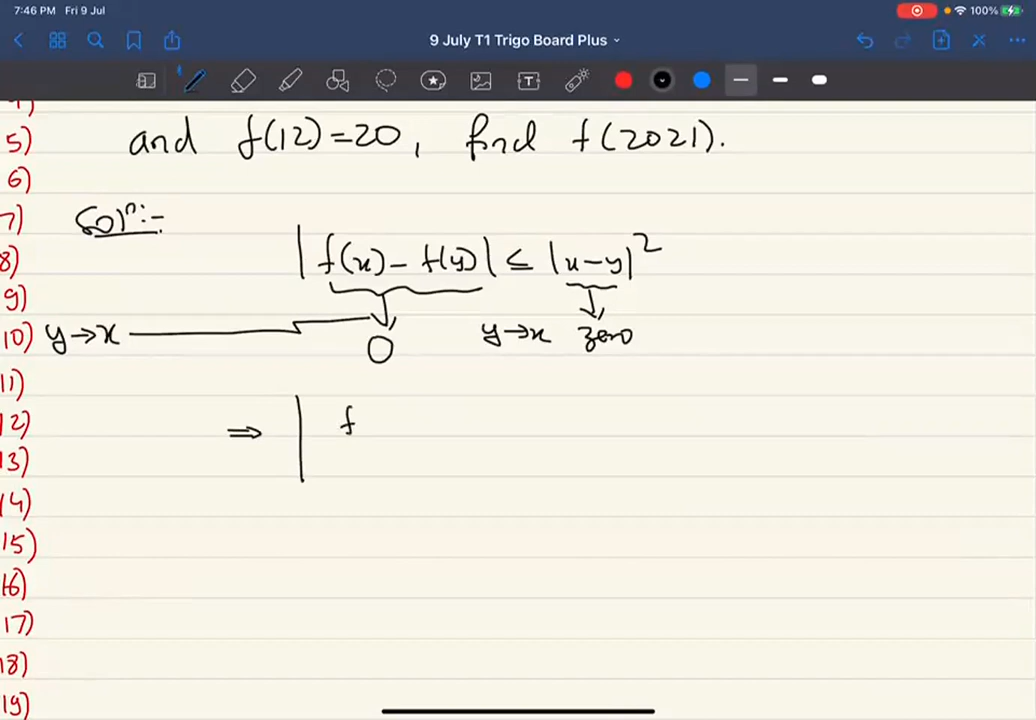 7:46 PM Fri 9 Jul
100%
9 July T1 Trigo Board Plus
4)
5) and f(12)=20, find f(2021).
6)
7) Solⁿ:-
8) |f(x) - f(y)| ≤ |x-y|²
9)
10) y→x 0 y→x zero
11)
12) ⇒ | f
13)
14)
15)
16)
17)
18)
19)